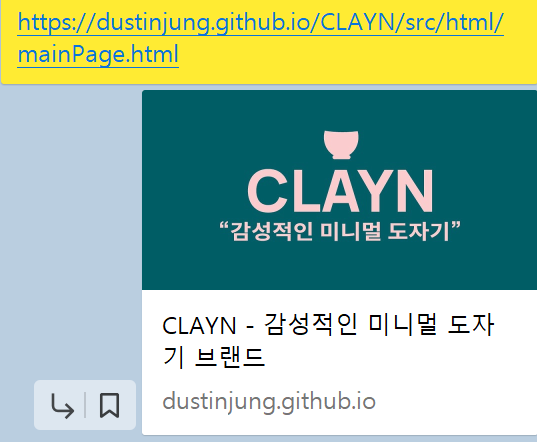 https://dustinjung.github.io/CLAYN/src/html/
mainPage.html
CLAYN
“감성적인 미니멀 도자기”
CLAYN - 감성적인 미니멀 도자
기 브랜드
dustinjung.github.io